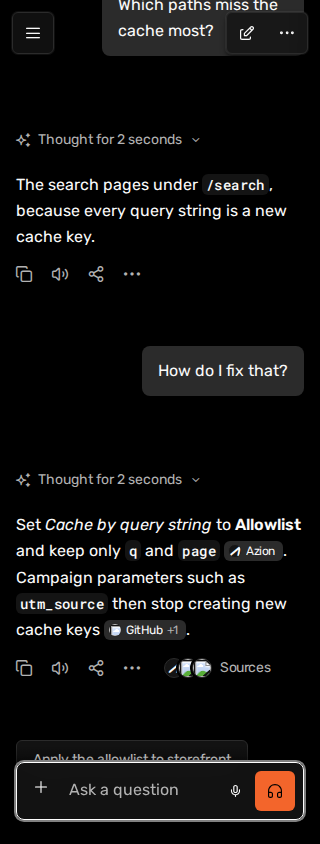 Which paths miss the
cache most?
Thought for 2 seconds
The search pages under /search,
because every query string is a new
cache key.
How do I fix that?
Thought for 2 seconds
Set Cache by query string to Allowlist
and keep only q and page Azion.
Campaign parameters such as
utm_source then stop creating new
cache keys GitHub +1.
Sources
Apply the allowlist to storefront
Ask a question